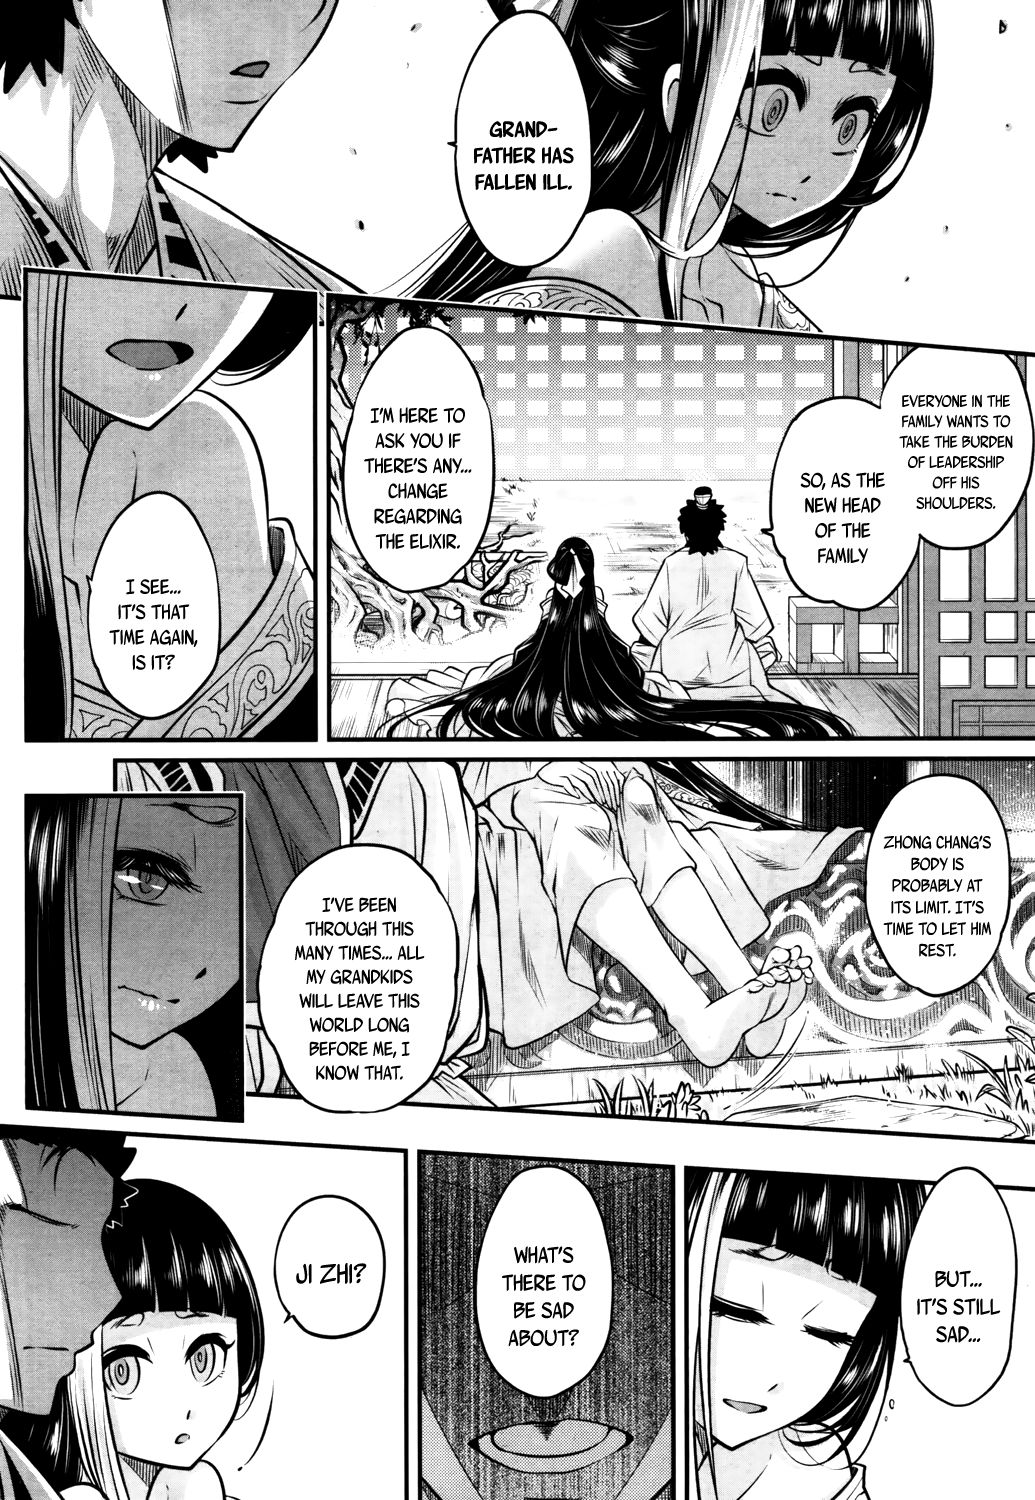 GRAND-
FATHER HAS
FALLEN ILL.
EVERYONE IN THE
FAMILY WANTS TO
TAKE THE BURDEN
OF LEADERSHIP
OFF HIS
SHOULDERS.
SO, AS THE
NEW HEAD
OF THE
FAMILY
I'M HERE TO
ASK YOU IF
THERE'S ANY...
CHANGE
REGARDING
THE ELIXIR.
I SEE...
IT'S THAT
TIME AGAIN,
IS IT?
ZHONG CHANG'S
BODY IS
PROBABLY AT
ITS LIMIT. IT'S
TIME TO LET HIM
REST.
I'VE BEEN
THROUGH THIS
MANY TIMES... ALL
MY GRANDKIDS
WILL LEAVE THIS
WORLD LONG
BEFORE ME, I
KNOW THAT.
BUT...
IT'S STILL
SAD...
WHAT'S
THERE TO
BE SAD
ABOUT?
JI ZHI?